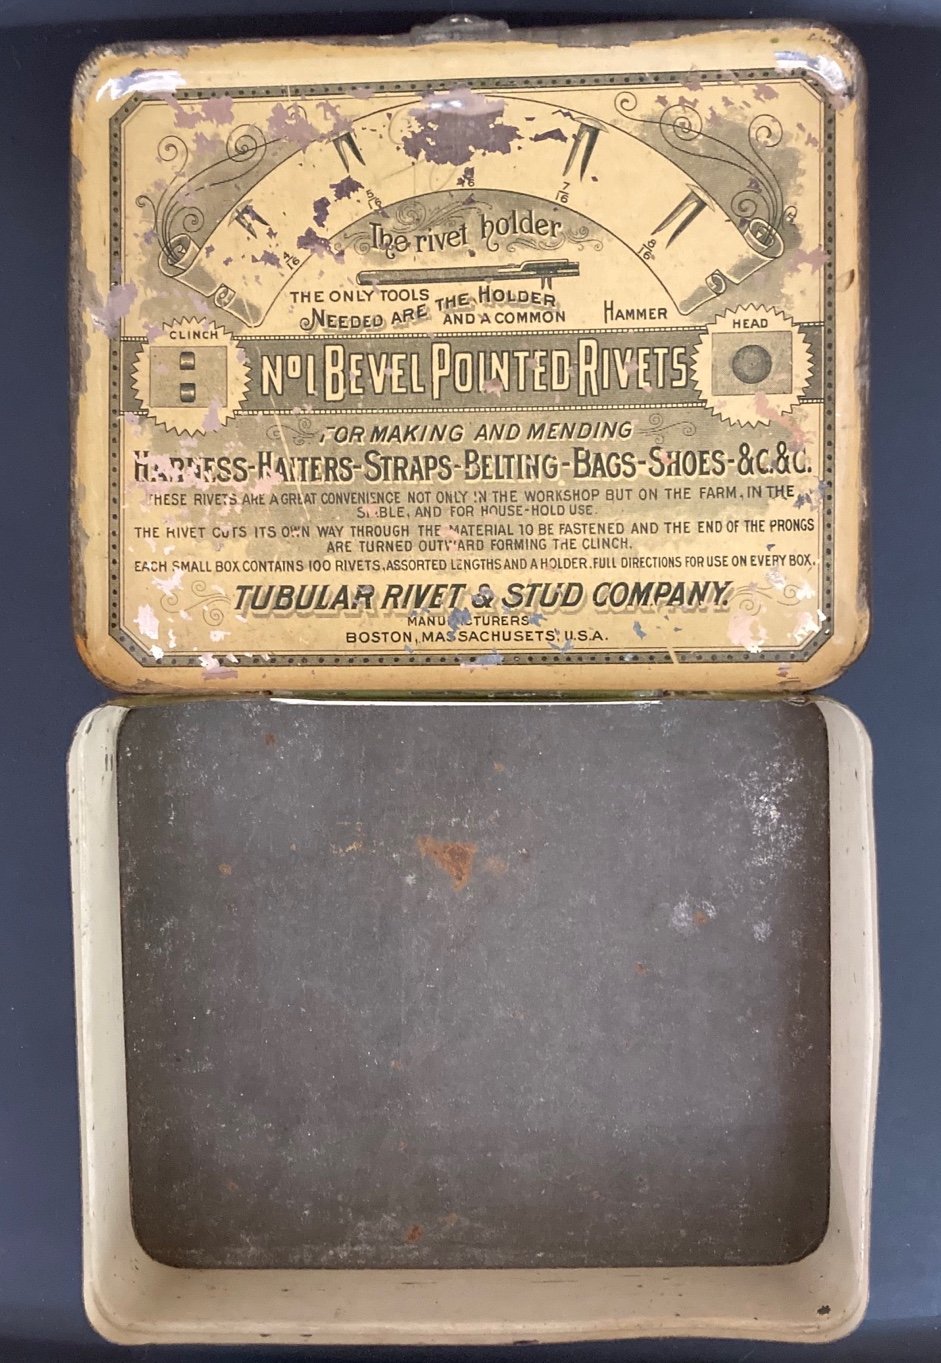 4/16
5/16
6/16
7/16
8/16
The rivet holder
THE ONLY TOOLS
NEEDED ARE THE HOLDER
AND A COMMON HAMMER
CLINCH
HEAD
No 1 BEVEL POINTED RIVETS
FOR MAKING AND MENDING
HARNESS-HALTERS-STRAPS-BELTING-BAGS-SHOES-&C.&C.
THESE RIVETS ARE A GREAT CONVENIENCE NOT ONLY IN THE WORKSHOP BUT ON THE FARM, IN THE
STABLE, AND FOR HOUSE-HOLD USE.
THE RIVET CUTS ITS OWN WAY THROUGH THE MATERIAL TO BE FASTENED AND THE END OF THE PRONGS
ARE TURNED OUTWARD FORMING THE CLINCH.
EACH SMALL BOX CONTAINS 100 RIVETS, ASSORTED LENGTHS AND A HOLDER. FULL DIRECTIONS FOR USE ON EVERY BOX.
TUBULAR RIVET & STUD COMPANY.
MANUFACTURERS
BOSTON, MASSACHUSETS, U.S.A.